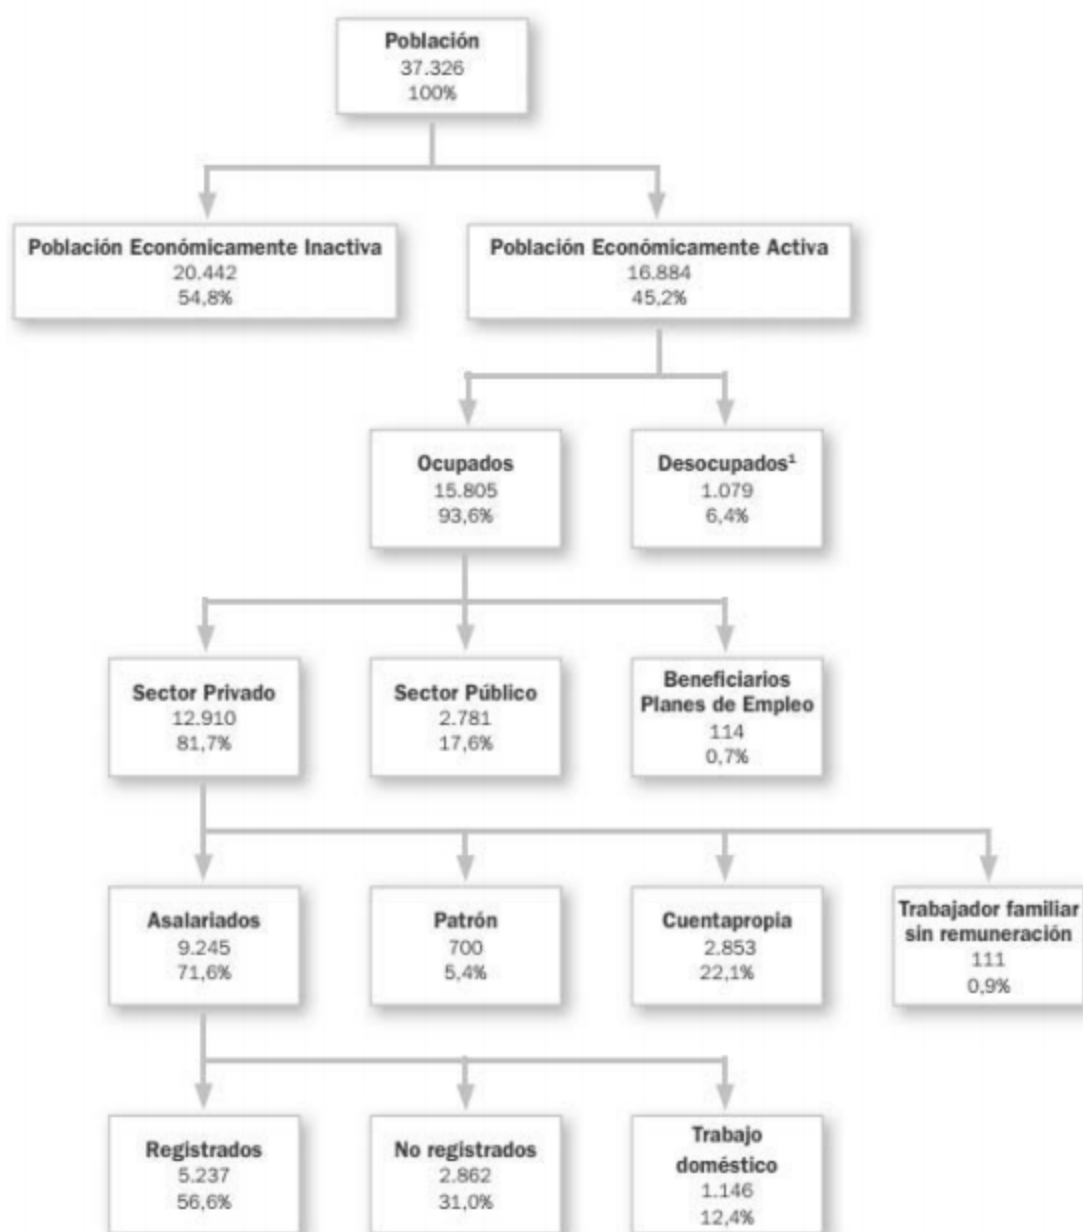 Población
37.326
100%
Población Económicamente Inactiva
20.442
54,8%
Población Económicamente Activa
16.884
45,2%
Ocupados
15.805
93,6%
Desocupados¹
1.079
6,4%
Sector Privado
12.910
81,7%
Sector Público
2.781
17,6%
Beneficiarios
Planes de Empleo
114
0,7%
Asalariados
9.245
71,6%
Patrón
700
5,4%
Cuentapropia
2.853
22,1%
Trabajador familiar
sin remuneración
111
0,9%
Registrados
5.237
56,6%
No registrados
2.862
31,0%
Trabajo
doméstico
1.146
12,4%